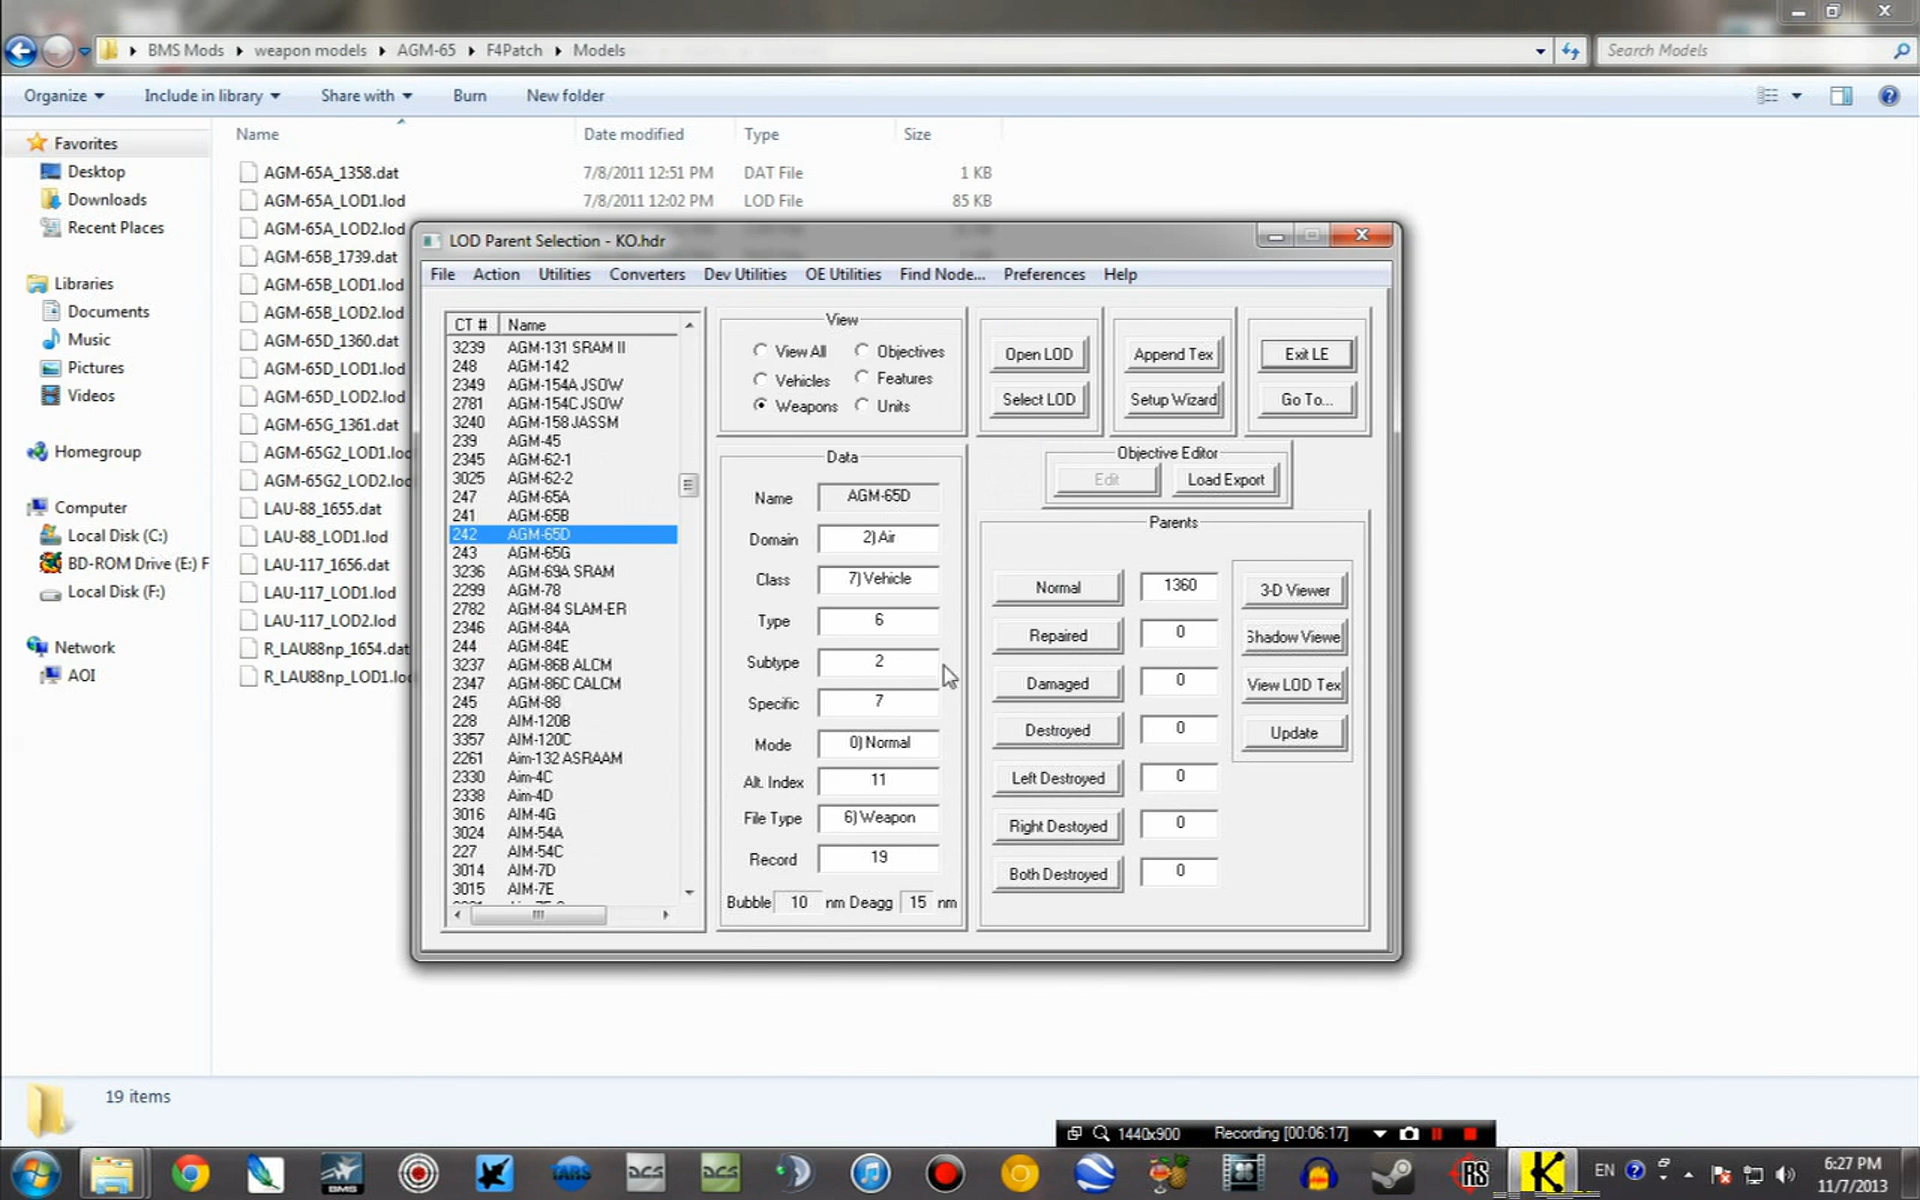 BMS Mods weapon models AGM-65 F4Patch Models
Search Models
Organize Include in library Share with Burn New folder
Name Date modified Type Size
Favorites
Desktop
Downloads
Recent Places
Libraries
Documents
Music
Pictures
Videos
Homegroup
Computer
Local Disk (C:)
BD-ROM Drive (E:) F
Local Disk (F:)
Network
AOI
AGM-65A_1358.dat 7/8/2011 12:51 PM DAT File 1 KB
AGM-65A_LOD1.lod 7/8/2011 12:02 PM LOD File 85 KB
AGM-65A_LOD2.lod
AGM-65B_1739.dat
AGM-65B_LOD1.lod
AGM-65B_LOD2.lod
AGM-65D_1360.dat
AGM-65D_LOD1.lod
AGM-65D_LOD2.lod
AGM-65G_1361.dat
AGM-65G2_LOD1.lo
AGM-65G2_LOD2.lo
LAU-88_1655.dat
LAU-88_LOD1.lod
LAU-117_1656.dat
LAU-117_LOD1.lod
LAU-117_LOD2.lod
R_LAU88np_1654.dat
R_LAU88np_LOD1.lo
LOD Parent Selection - KO.hdr
File Action Utilities Converters Dev Utilities OE Utilities Find Node... Preferences Help
CT # Name
3239 AGM-131 SRAM II
248 AGM-142
2349 AGM-154A JSOW
2781 AGM-154C JSOW
3240 AGM-158 JASSM
239 AGM-45
2345 AGM-62-1
3025 AGM-62-2
247 AGM-65A
241 AGM-65B
242 AGM-65D
243 AGM-65G
3236 AGM-69A SRAM
2299 AGM-78
2782 AGM-84 SLAM-ER
2346 AGM-84A
244 AGM-84E
3237 AGM-86B ALCM
2347 AGM-86C CALCM
245 AGM-88
228 AIM-120B
3357 AIM-120C
2261 Aim-132 ASRAAM
2330 Aim-4C
2338 Aim-4D
3016 AIM-4G
3024 AIM-54A
227 AIM-54C
3014 AIM-7D
3015 AIM-7E
View
View All Objectives
Vehicles Features
Weapons Units
Data
Name AGM-65D
Domain 2) Air
Class 7) Vehicle
Type 6
Subtype 2
Specific 7
Mode 0) Normal
Alt. Index 11
File Type 6) Weapon
Record 19
Bubble 10 nm Deagg 15 nm
Open LOD Append Tex Exit LE
Select LOD Setup Wizard Go To...
Objective Editor
Edit Load Export
Parents
Normal 1360 3-D Viewer
Repaired 0 Shadow Viewe
Damaged 0 View LOD Tex
Destroyed 0 Update
Left Destroyed 0
Right Destoyed 0
Both Destroyed 0
19 items
1440x900 Recording [00:06:17]
BMS TARS DCS DCS RS K
EN 6:27 PM
11/7/2013